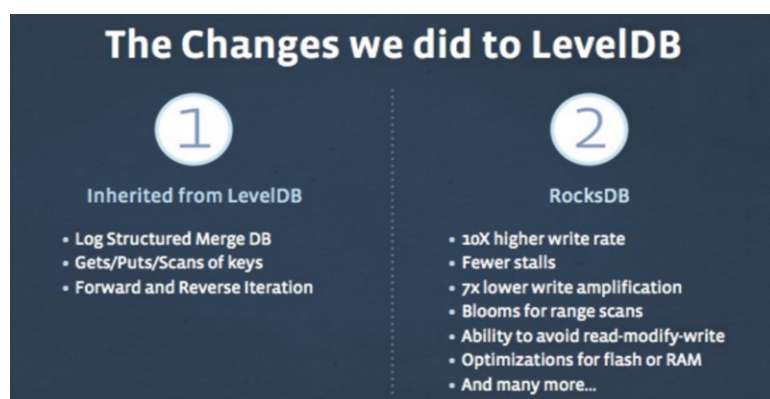 The Changes we did to LevelDB
1
Inherited from LevelDB
• Log Structured Merge DB
• Gets/Puts/Scans of keys
• Forward and Reverse Iteration
2
RocksDB
• 10X higher write rate
• Fewer stalls
• 7x lower write amplification
• Blooms for range scans
• Ability to avoid read-modify-write
• Optimizations for flash or RAM
• And many more...